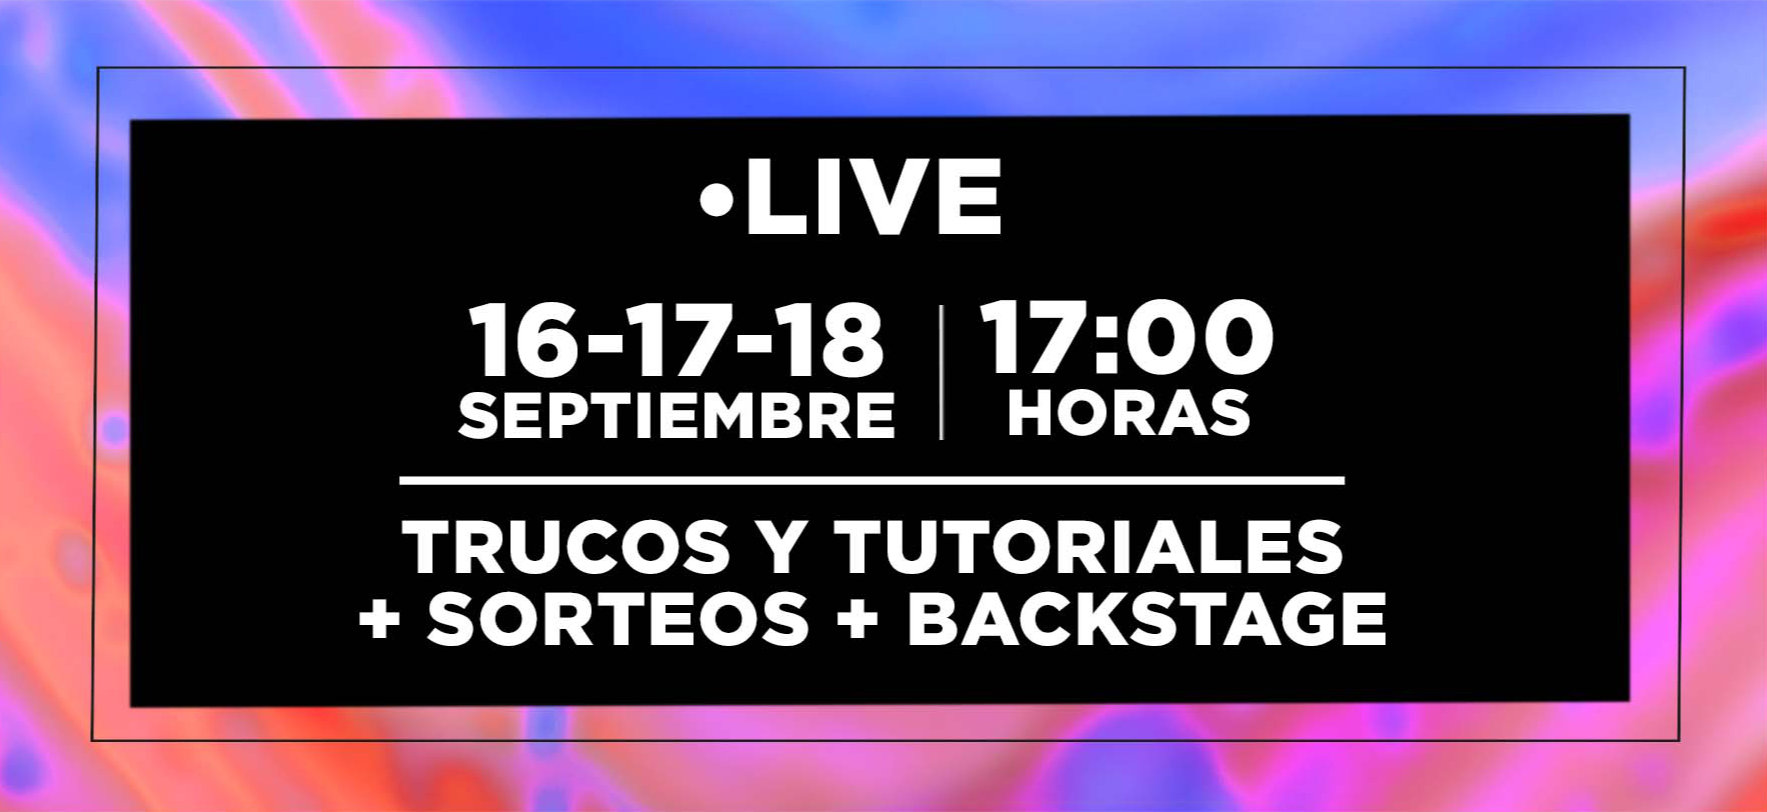 •LIVE
16-17-18 | 17:00
SEPTIEMBRE HORAS
TRUCOS Y TUTORIALES
+ SORTEOS + BACKSTAGE